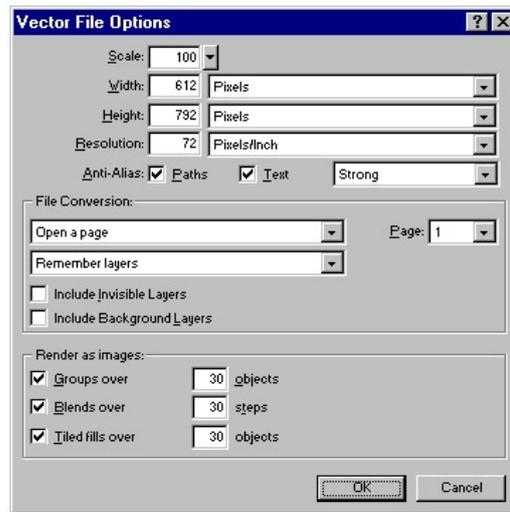 Vector File Options
Scale: 100
Width: 612 Pixels
Height: 792 Pixels
Resolution: 72 Pixels/Inch
Anti-Alias: Paths Text Strong
File Conversion:
Open a page Page: 1
Remember layers
Include Invisible Layers
Include Background Layers
Render as images:
Groups over 30 objects
Blends over 30 steps
Tiled fills over 30 objects
OK Cancel